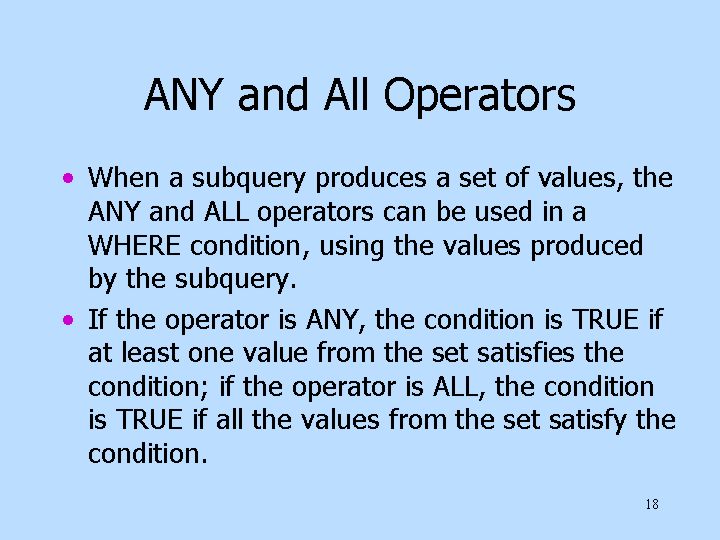 ANY and All Operators
• When a subquery produces a set of values, the
ANY and ALL operators can be used in a
WHERE condition, using the values produced
by the subquery.
• If the operator is ANY, the condition is TRUE if
at least one value from the set satisfies the
condition; if the operator is ALL, the condition
is TRUE if all the values from the set satisfy the
condition.
18